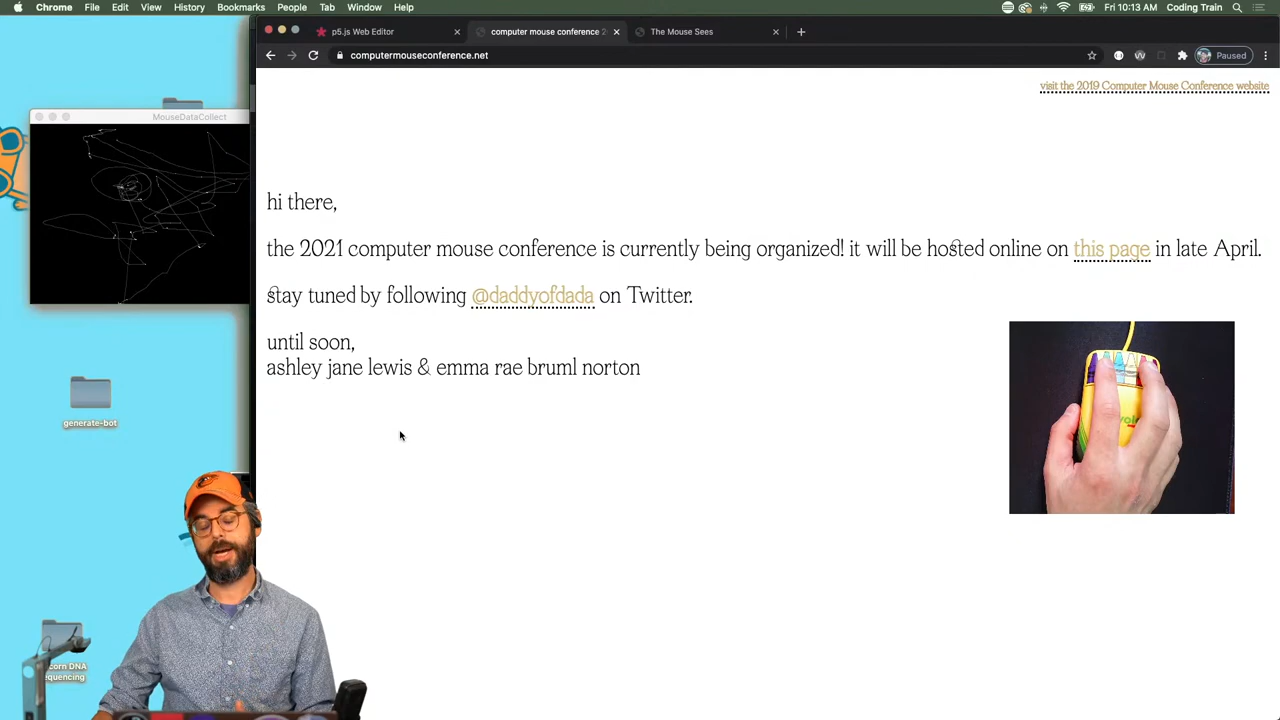 Chrome File Edit View History Bookmarks People Tab Window Help
Fri 10:13 AM Coding Train
p5.js Web Editor
computer mouse conference 2
The Mouse Sees
computermouseconference.net
Paused
visit the 2019 Computer Mouse Conference website
MouseDataCollect
hi there,
the 2021 computer mouse conference is currently being organized! it will be hosted online on this page in late April.
stay tuned by following @daddyofdada on Twitter.
until soon,
ashley jane lewis & emma rae bruml norton
generate-bot
corn DNA
equencing